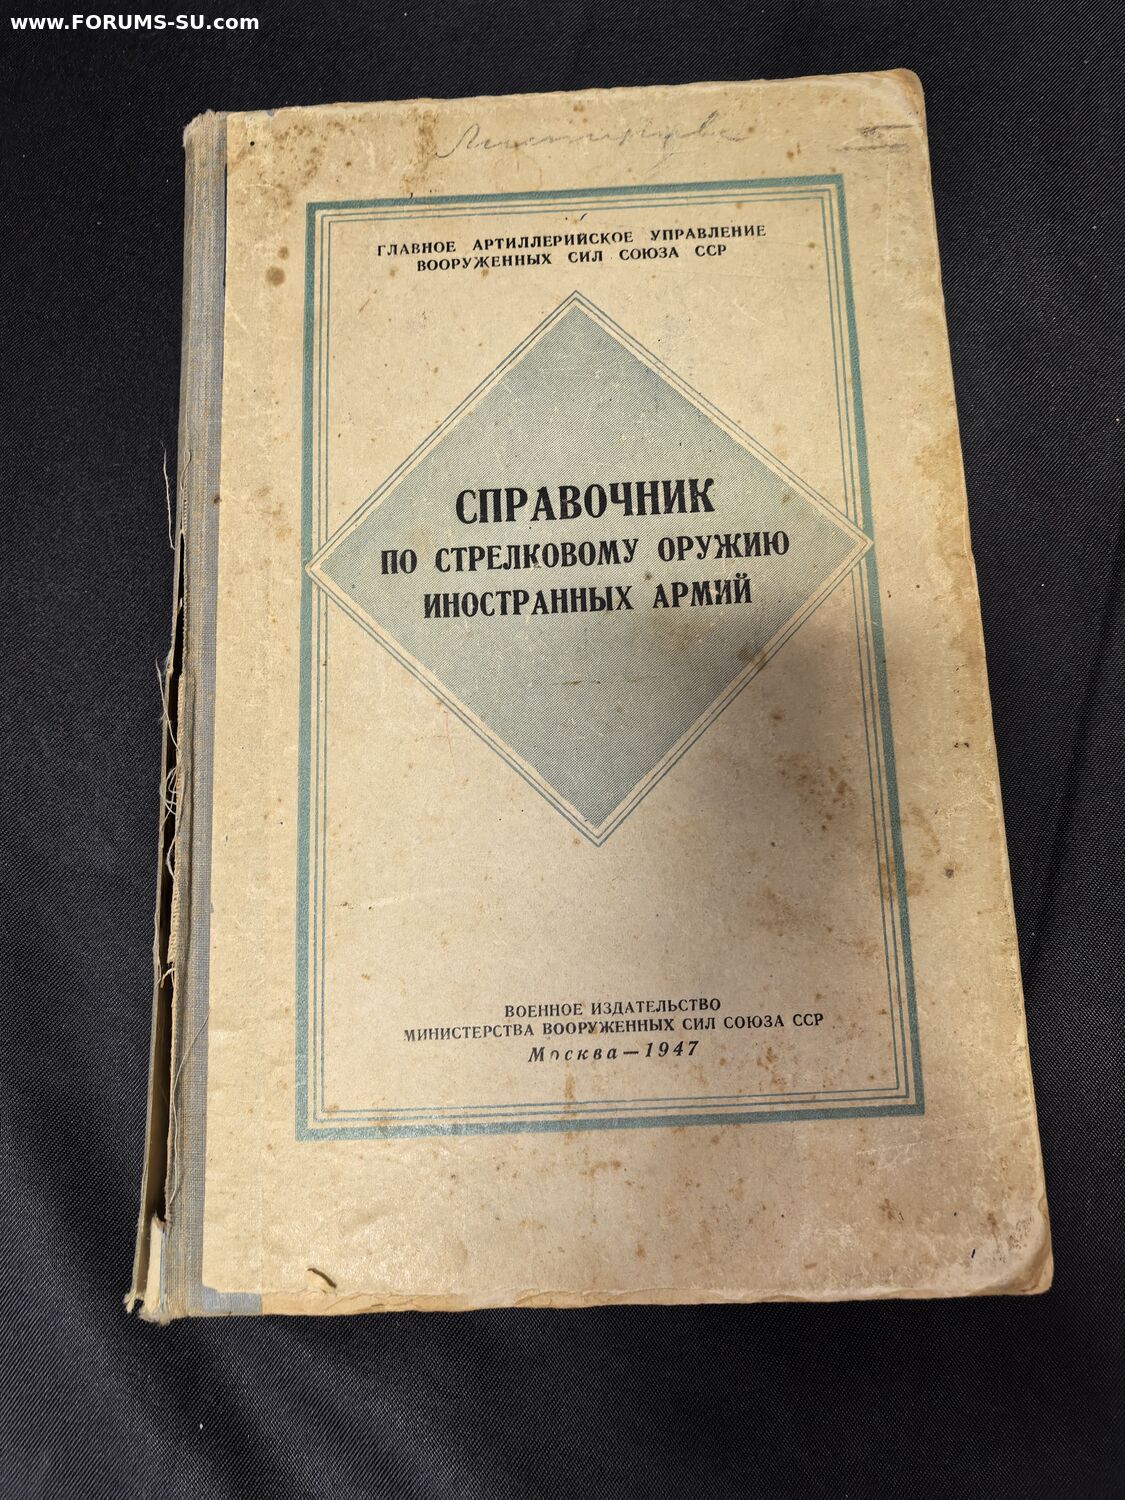 www.FORUMS-SU.com
ГЛАВНОЕ АРТИЛЛЕРИЙСКОЕ УПРАВЛЕНИЕ
ВООРУЖЕННЫХ СИЛ СОЮЗА ССР
СПРАВОЧНИК
ПО СТРЕЛКОВОМУ ОРУЖИЮ
ИНОСТРАННЫХ АРМИЙ
ВОЕННОЕ ИЗДАТЕЛЬСТВО
МИНИСТЕРСТВА ВООРУЖЕННЫХ СИЛ СОЮЗА ССР
Москва — 1947